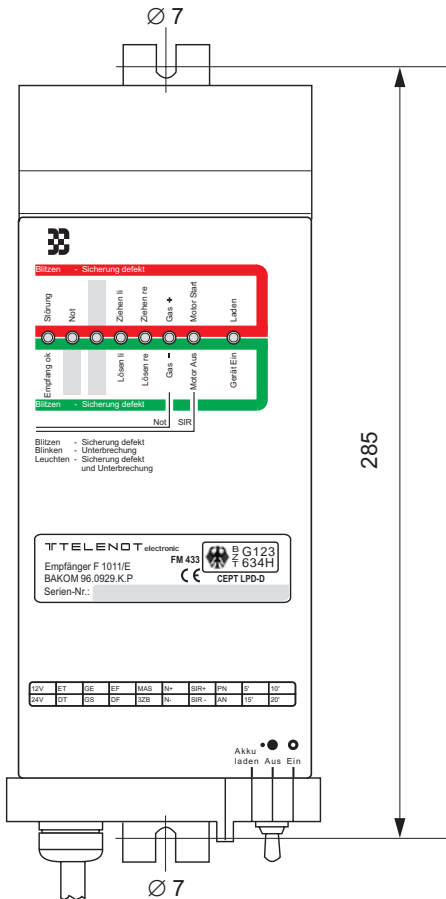 ⌀ 7
285
Blitzen - Sicherung defekt
Störung
Not
Ziehen li
Ziehen re
Gas +
Motor Start
Laden
Empfang ok
Lösen li
Lösen re
Gas -
Motor Aus
Gerät Ein
Blitzen - Sicherung defekt
Not SIR
Blitzen - Sicherung defekt
Blinken - Unterbrechung
Leuchten - Sicherung defekt
und Unterbrechung
TELENOT electronic
FM 433
BZT G123
634H
Empfänger F 1011/E
BAKOM 96.0929.K.P
CE CEPT LPD-D
Serien-Nr.:
12V ET GE EF MAS N+ SIR+ PN 5' 10'
24V DT GS DF 3ZB N- SIR - AN 15' 20'
Akku
laden Aus Ein
⌀ 7